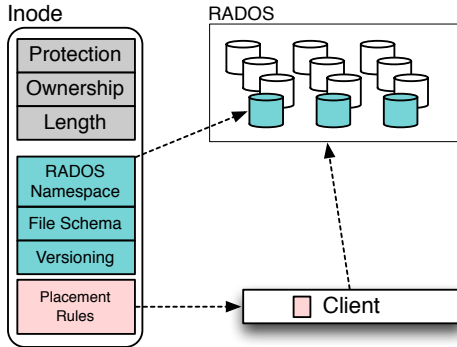 Inode
Protection
Ownership
Length
RADOS
Namespace
File Schema
Versioning
Placement
Rules
RADOS
Client